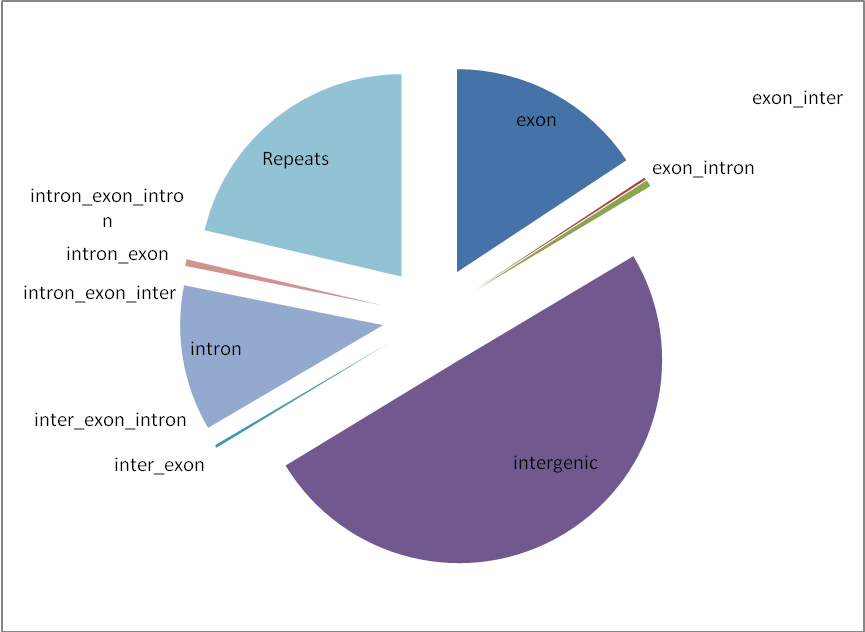 exon_inter
exon
Repeats
exon_intron
intron_exon_intro
n
intron_exon
intron_exon_inter
intron
inter_exon_intron
intergenic
inter_exon